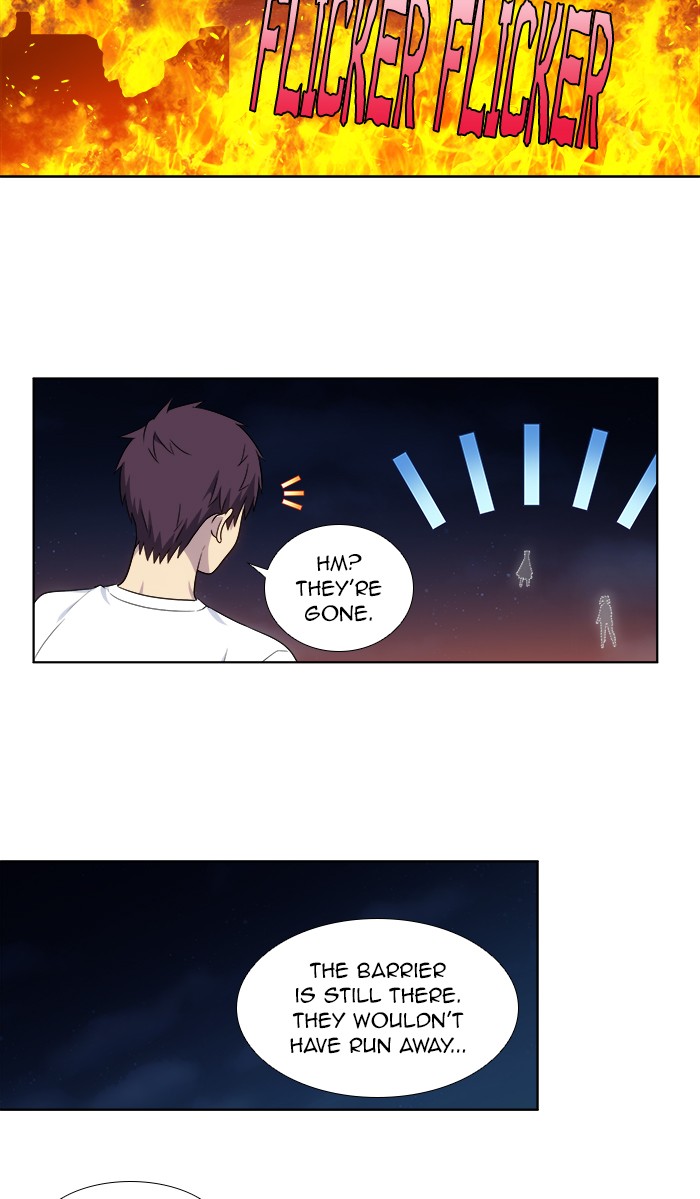 FLICKER FLICKER
HM?
THEY'RE
GONE.
THE BARRIER
IS STILL THERE.
THEY WOULDN'T
HAVE RUN AWAY...